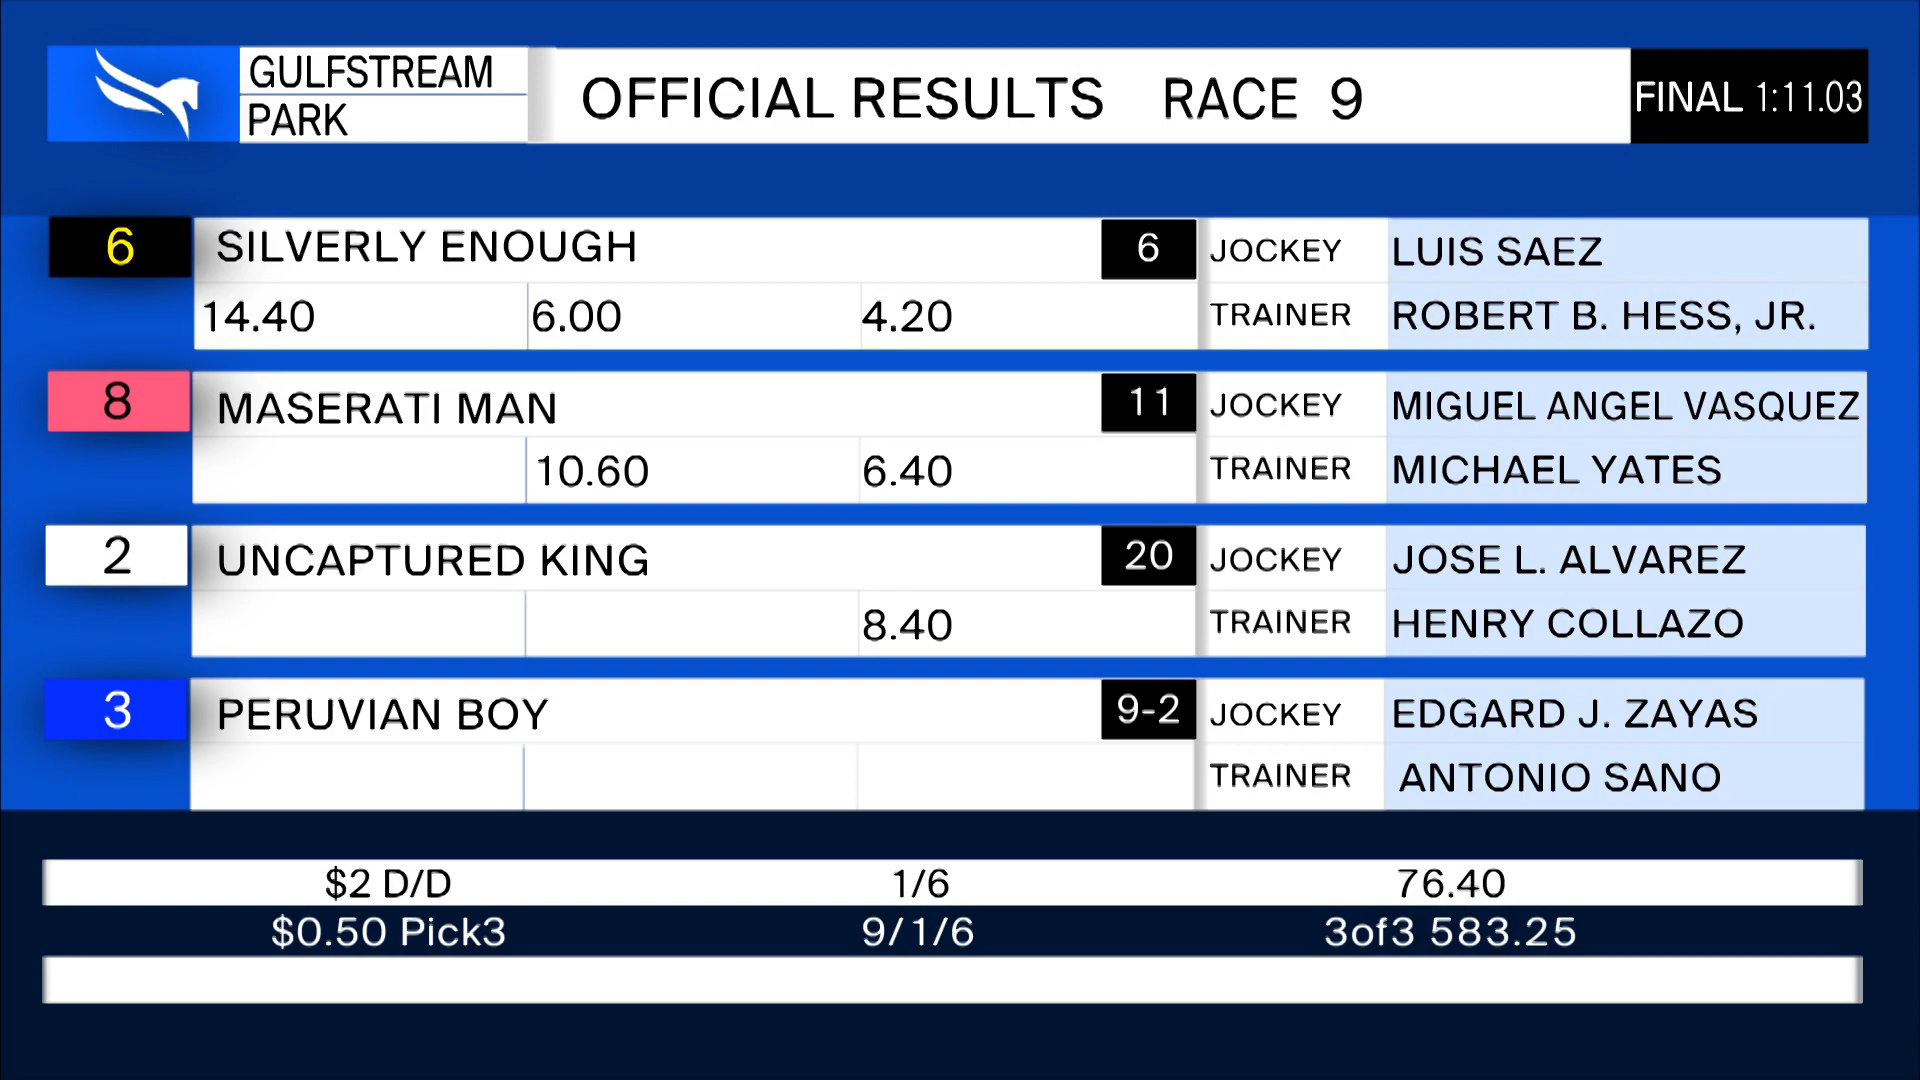 GULFSTREAM
PARK
OFFICIAL RESULTS RACE 9
FINAL 1:11.03
6 SILVERLY ENOUGH 6 JOCKEY LUIS SAEZ
14.40 6.00 4.20 TRAINER ROBERT B. HESS, JR.
8 MASERATI MAN 11 JOCKEY MIGUEL ANGEL VASQUEZ
10.60 6.40 TRAINER MICHAEL YATES
2 UNCAPTURED KING 20 JOCKEY JOSE L. ALVAREZ
8.40 TRAINER HENRY COLLAZO
3 PERUVIAN BOY 9-2 JOCKEY EDGARD J. ZAYAS
TRAINER ANTONIO SANO
$2 D/D 1/6 76.40
$0.50 Pick3 9/1/6 3of3 583.25